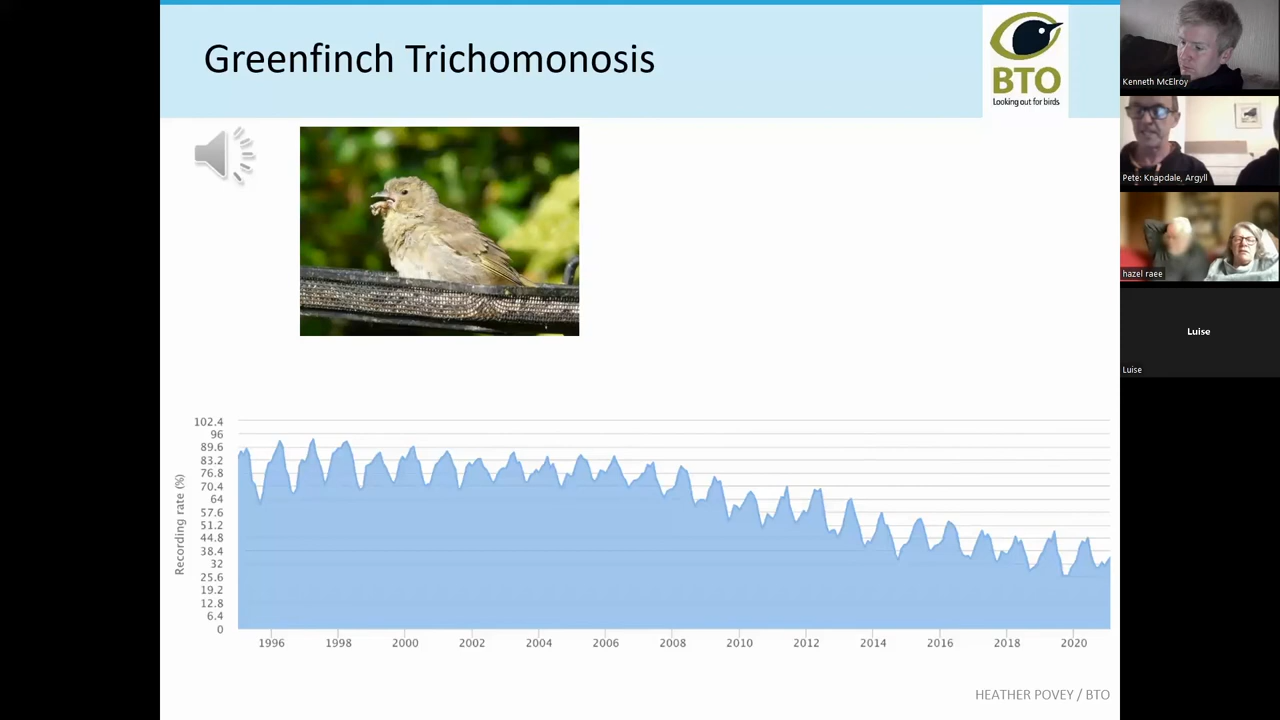 Greenfinch Trichomonosis
BTO
Looking out for birds
Recording rate (%)
102.4
96
89.6
83.2
76.8
70.4
64
57.6
51.2
44.8
38.4
32
25.6
19.2
12.8
6.4
0
1996 1998 2000 2002 2004 2006 2008 2010 2012 2014 2016 2018 2020
HEATHER POVEY / BTO
Kenneth McElroy
Pete: Knapdale, Argyll
hazel raee
Luise
Luise